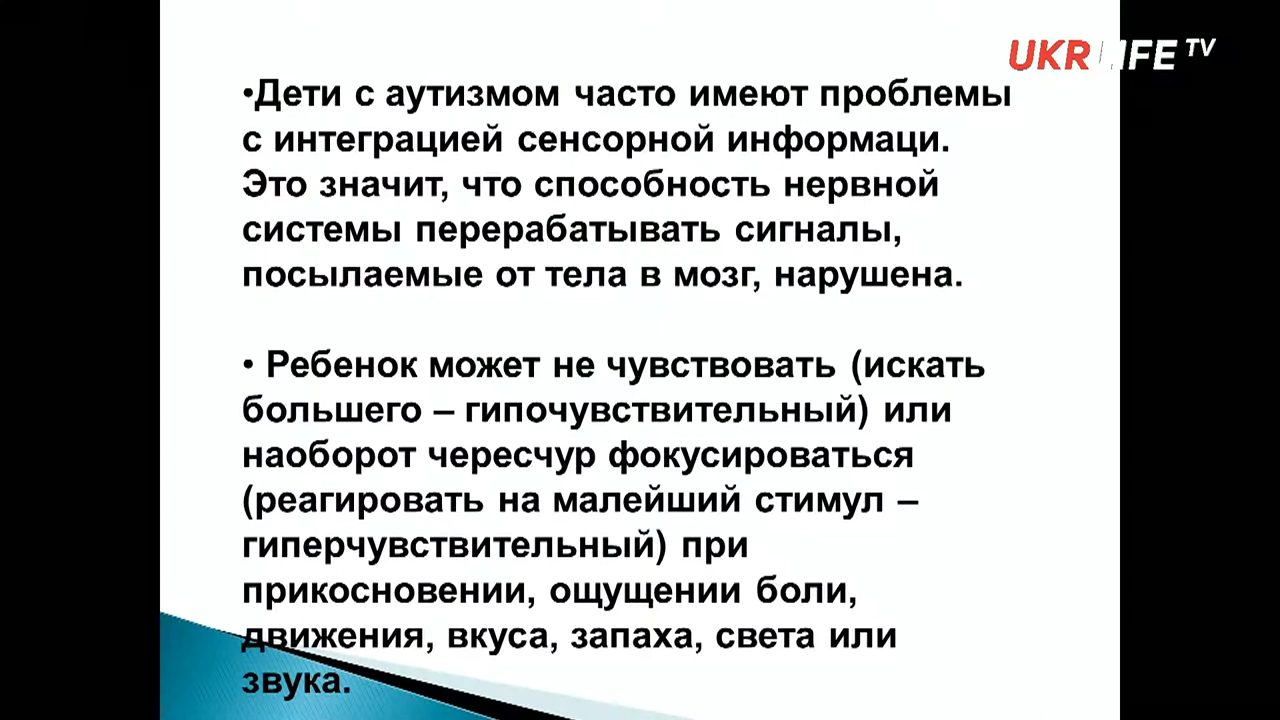 UKRLIFE TV
•Дети с аутизмом часто имеют проблемы
с интеграцией сенсорной информаци.
Это значит, что способность нервной
системы перерабатывать сигналы,
посылаемые от тела в мозг, нарушена.
• Ребенок может не чувствовать (искать
большего – гипочувствительный) или
наоборот чересчур фокусироваться
(реагировать на малейший стимул –
гиперчувствительный) при
прикосновении, ощущении боли,
движения, вкуса, запаха, света или
звука.